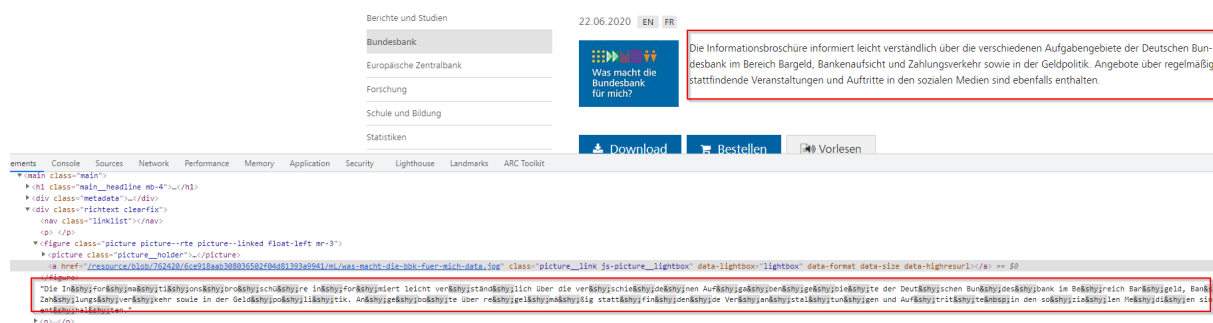 Berichte und Studien
Bundesbank
Europäische Zentralbank
Forschung
Schule und Bildung
Statistiken
22.06.2020 EN FR
Was macht die
Bundesbank
für mich?
Die Informationsbroschüre informiert leicht verständlich über die verschiedenen Aufgabengebiete der Deutschen Bun-
desbank im Bereich Bargeld, Bankenaufsicht und Zahlungsverkehr sowie in der Geldpolitik. Angebote über regelmäßig
stattfindende Veranstaltungen und Auftritte in den sozialen Medien sind ebenfalls enthalten.
Download Bestellen Vorlesen
ements Console Sources Network Performance Memory Application Security Lighthouse Landmarks ARC Toolkit
▼<main class="main">
▶<h1 class="main__headline mb-4">…</h1>
▶<div class="metadata">…</div>
▼<div class="richtext clearfix">
<nav class="linklist"></nav>
<p> </p>
▼<figure class="picture picture--rte picture--linked float-left mr-3">
▶<picture class="picture__holder">…</picture>
<a href="/resource/blob/762420/6ce918aab308036502f04d81393a9941/mL/was-macht-die-bbk-fuer-mich-data.jpg" class="picture__link js-picture__lightbox" data-lightbox="lightbox" data-format data-size data-highresurl></a> == $0
</figure>
"Die In&shy;for&shy;ma&shy;ti&shy;ons&shy;bro&shy;schü&shy;re in&shy;for&shy;miert leicht ver&shy;ständ&shy;lich über die ver&shy;schie&shy;de&shy;nen Auf&shy;ga&shy;ben&shy;ge&shy;bie&shy;te der Deut&shy;schen Bun&shy;des&shy;bank im Be&shy;reich Bar&shy;geld, Ban&s
Zah&shy;lungs&shy;ver&shy;kehr sowie in der Geld&shy;po&shy;li&shy;tik. An&shy;ge&shy;bo&shy;te über re&shy;gel&shy;mä&shy;ßig statt&shy;fin&shy;den&shy;de Ver&shy;an&shy;stal&shy;tun&shy;gen und Auf&shy;trit&shy;te&nbsp;in den so&shy;zia&shy;len Me&shy;di&shy;en sin
ent&shy;hal&shy;ten."
▶<p>…</p>